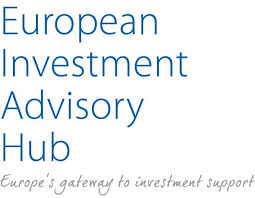 European
Investment
Advisory
Hub
Europe's gateway to investment support